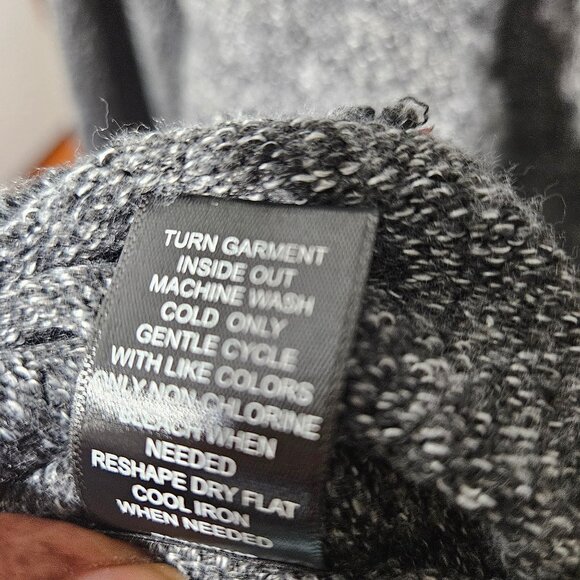 TURN GARMENT
INSIDE OUT
MACHINE WASH
COLD ONLY
GENTLE CYCLE
WITH LIKE COLORS
ONLY NON-CHLORINE
BLEACH WHEN
NEEDED
RESHAPE DRY FLAT
COOL IRON
WHEN NEEDED